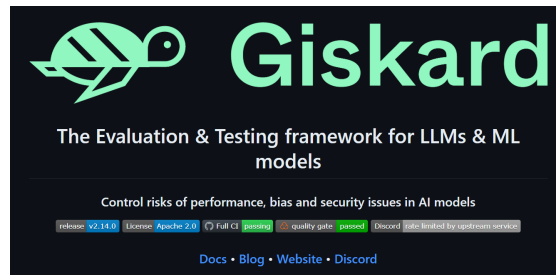 Giskard
The Evaluation & Testing framework for LLMs & ML
models
Control risks of performance, bias and security issues in AI models
release v2.14.0 License Apache 2.0 Full CI passing quality gate passed Discord rate limited by upstream service
Docs • Blog • Website • Discord